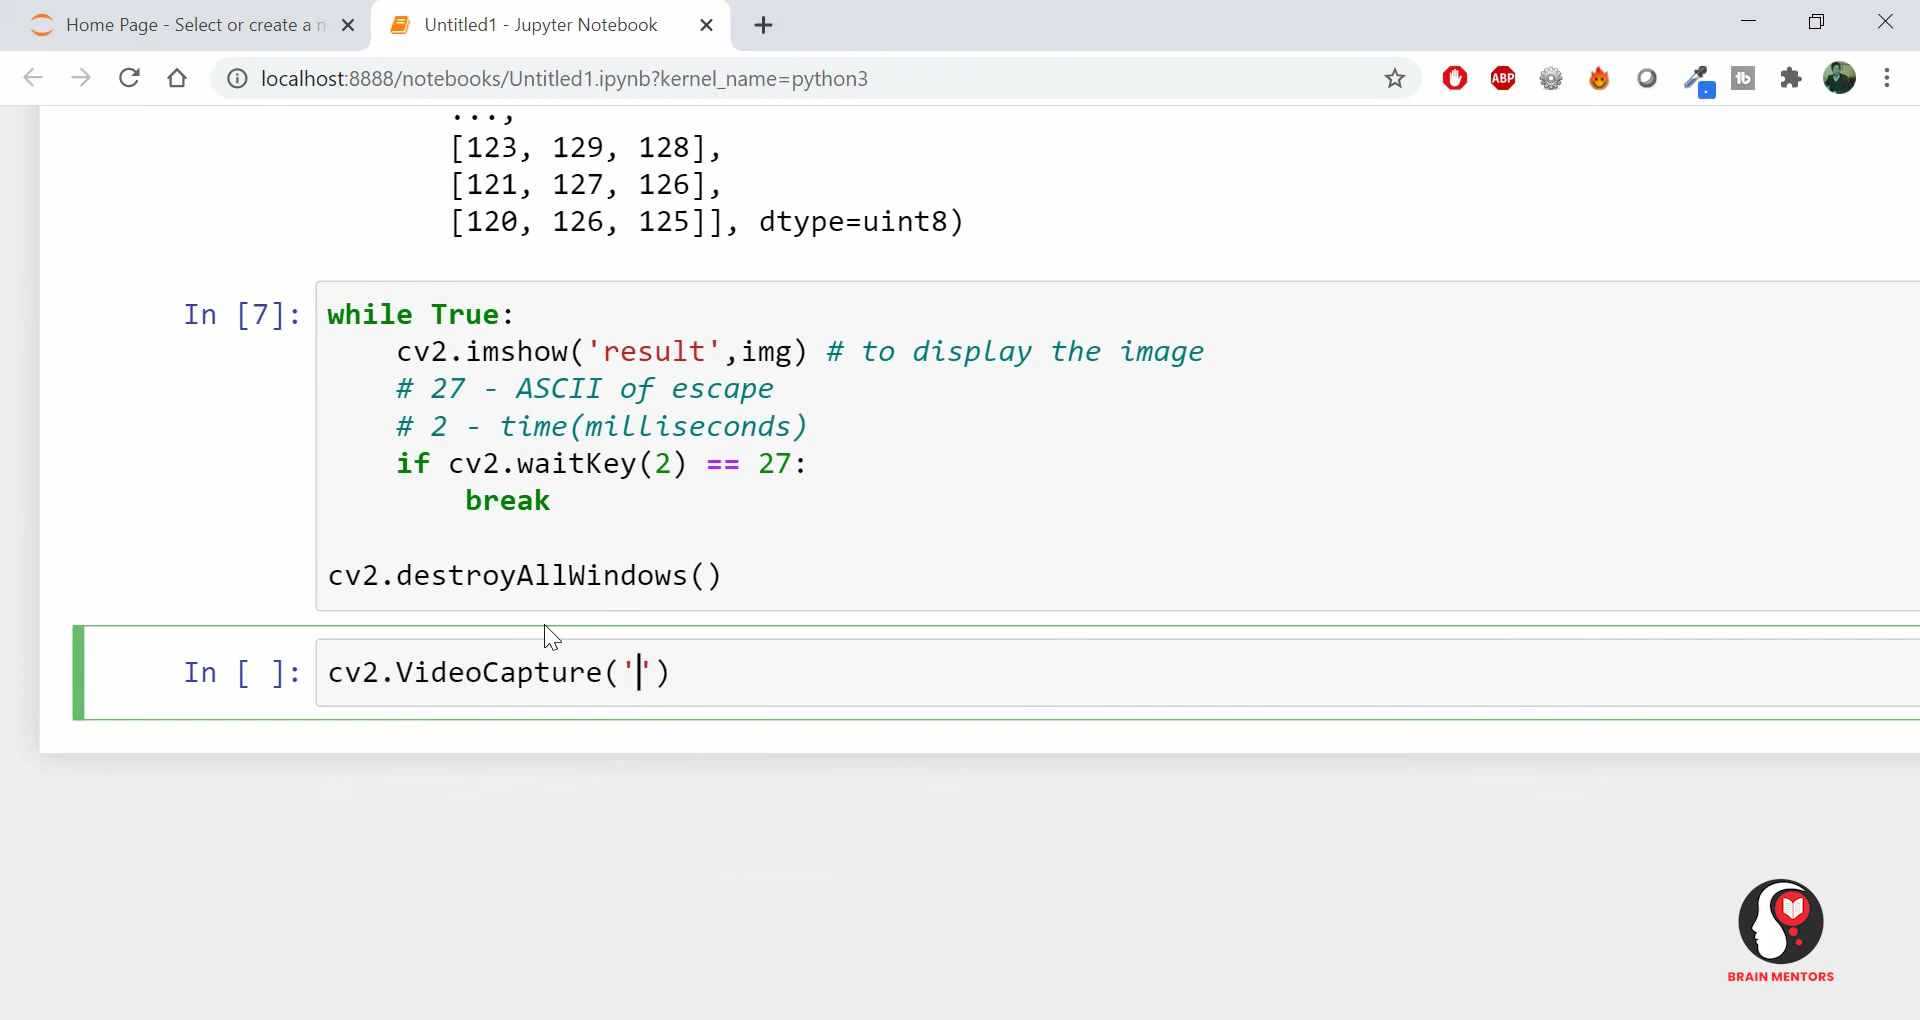 Home Page - Select or create a n
Untitled1 - Jupyter Notebook
localhost:8888/notebooks/Untitled1.ipynb?kernel_name=python3
ABP
tb
...,
[123, 129, 128],
[121, 127, 126],
[120, 126, 125]], dtype=uint8)
In [7]:
while True:
    cv2.imshow('result',img) # to display the image
    # 27 - ASCII of escape
    # 2 - time(milliseconds)
    if cv2.waitKey(2) == 27:
        break
cv2.destroyAllWindows()
In [ ]:
cv2.VideoCapture('')
BRAIN MENTORS